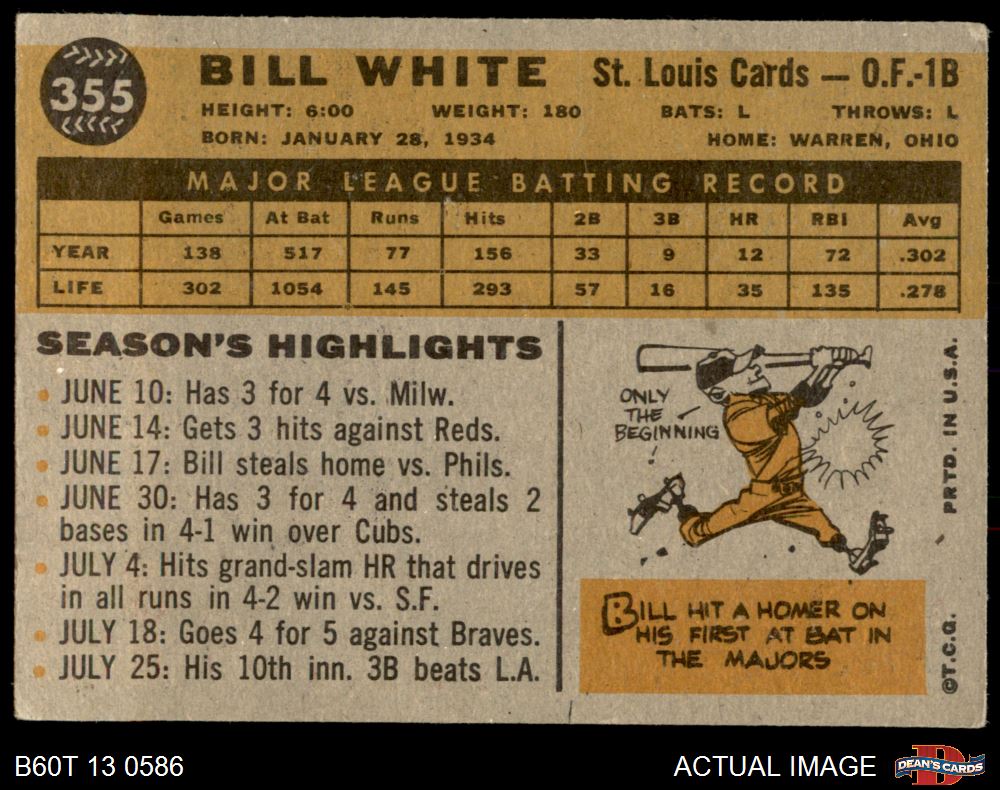 355
BILL WHITE St. Louis Cards — O.F.-1B
HEIGHT: 6:00 WEIGHT: 180 BATS: L THROWS: L
BORN: JANUARY 28, 1934 HOME: WARREN, OHIO
MAJOR LEAGUE BATTING RECORD
Games At Bat Runs Hits 2B 3B HR RBI Avg
YEAR 138 517 77 156 33 9 12 72 .302
LIFE 302 1054 145 293 57 16 35 135 .278
SEASON'S HIGHLIGHTS
• JUNE 10: Has 3 for 4 vs. Milw.
• JUNE 14: Gets 3 hits against Reds.
• JUNE 17: Bill steals home vs. Phils.
• JUNE 30: Has 3 for 4 and steals 2
bases in 4-1 win over Cubs.
• JULY 4: Hits grand-slam HR that drives
in all runs in 4-2 win vs. S.F.
• JULY 18: Goes 4 for 5 against Braves.
• JULY 25: His 10th inn. 3B beats L.A.
ONLY
THE
BEGINNING
!
BILL HIT A HOMER ON
HIS FIRST AT BAT IN
THE MAJORS
©T.C.G. PRTD. IN U.S.A.
B60T 13 0586 ACTUAL IMAGE
DEAN'S CARDS